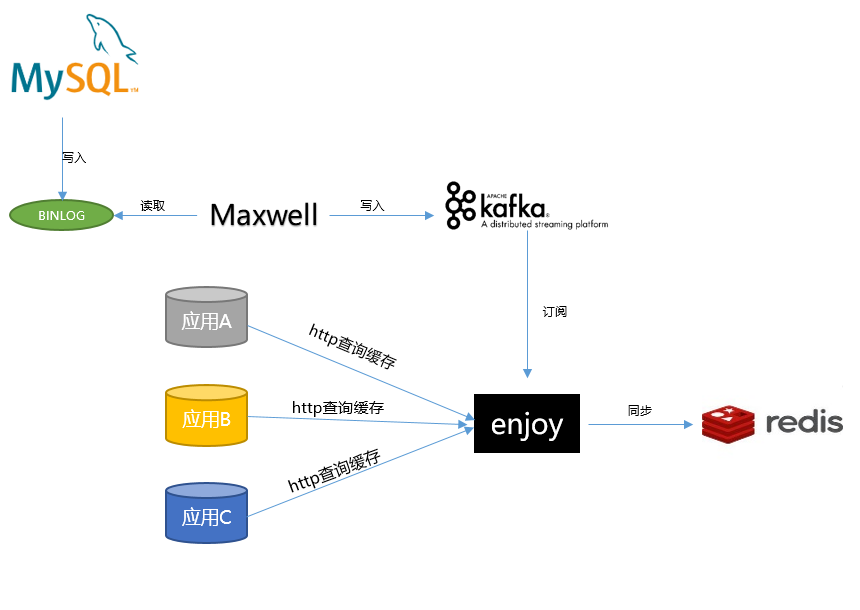 MySQL™
写入
BINLOG
读取
Maxwell
写入
APACHE
kafka®
A distributed streaming platform
订阅
应用A
http查询缓存
应用B
http查询缓存
应用C
http查询缓存
enjoy
同步
redis